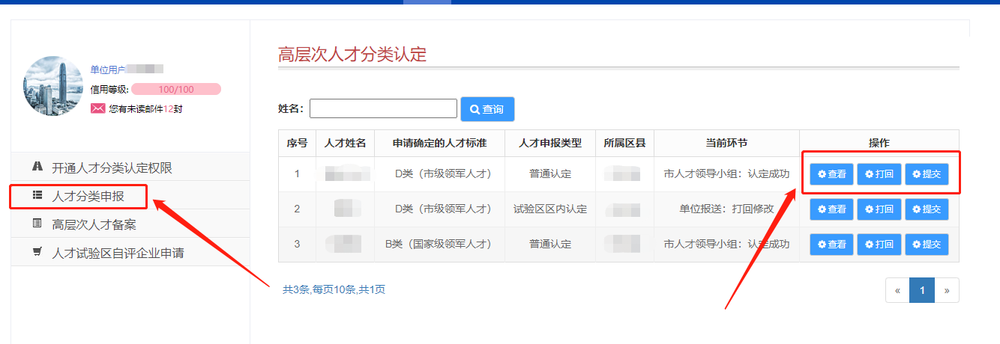 单位用户
信用等级: 100/100
您有未读邮件12封
开通人才分类认定权限
人才分类申报
高层次人才备案
人才试验区自评企业申请
高层次人才分类认定
姓名: 查询
序号 人才姓名 申请确定的人才标准 人才申报类型 所属区县 当前环节 操作
1 D类（市级领军人才） 普通认定 市人才领导小组：认定成功 查看 打回 提交
2 D类（市级领军人才） 试验区区内认定 单位报送：打回修改 查看 打回 提交
3 B类（国家级领军人才） 普通认定 市人才领导小组：认定成功 查看 打回 提交
共3条,每页10条,共1页
« 1 »